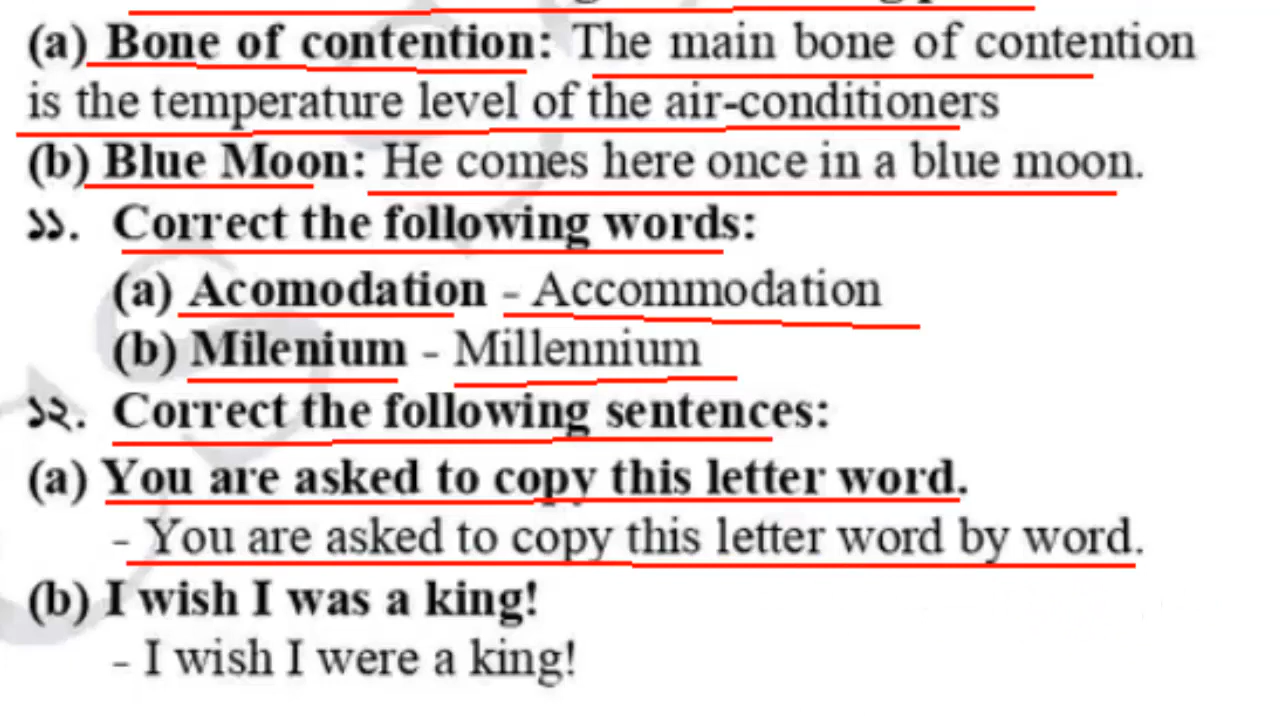 (a) Bone of contention: The main bone of contention
is the temperature level of the air-conditioners
(b) Blue Moon: He comes here once in a blue moon.
১১. Correct the following words:
(a) Acomodation - Accommodation
(b) Milenium - Millennium
১২. Correct the following sentences:
(a) You are asked to copy this letter word.
- You are asked to copy this letter word by word.
(b) I wish I was a king!
- I wish I were a king!